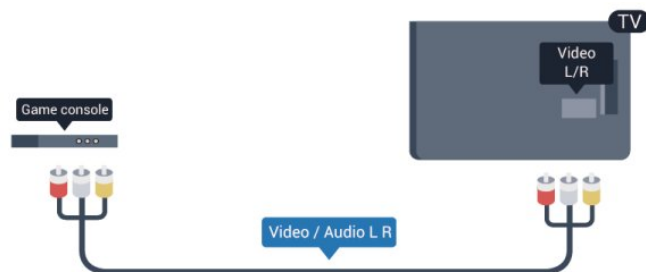 TV
Video
L/R
Game console
Video / Audio L R